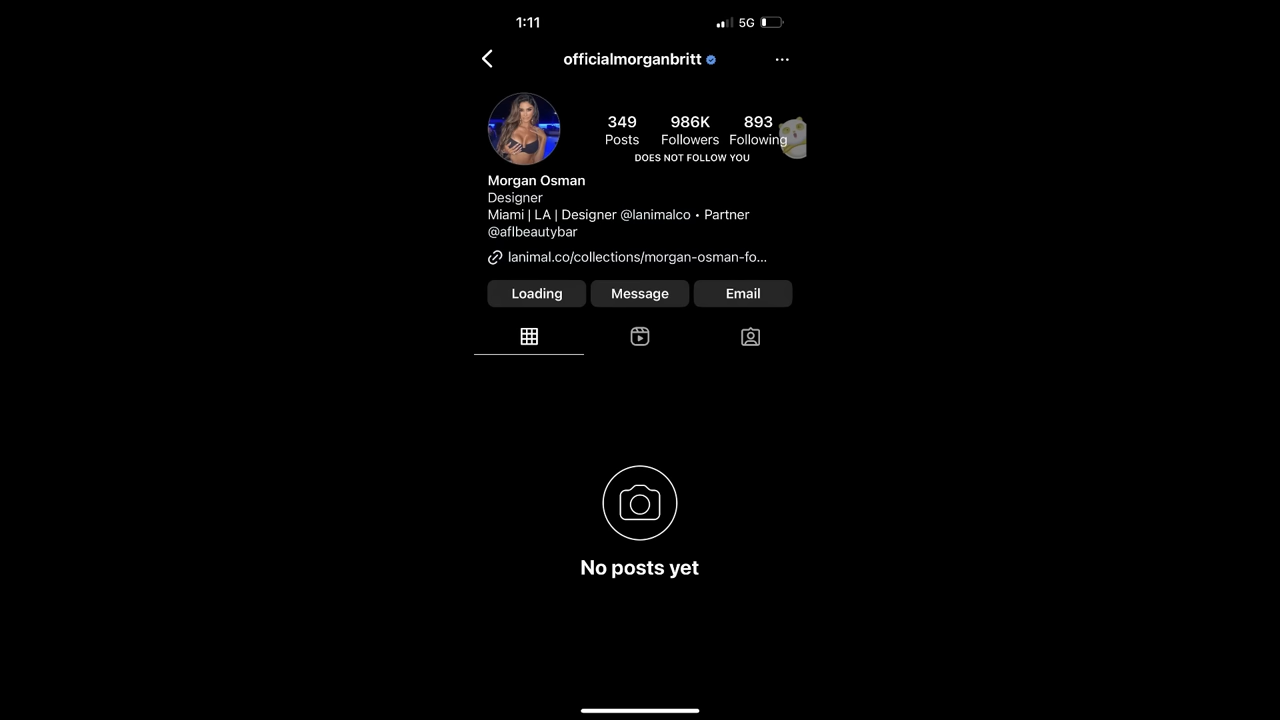 1:11
5G
officialmorganbritt
349 986K 893
Posts Followers Following
DOES NOT FOLLOW YOU
Morgan Osman
Designer
Miami | LA | Designer @lanimalco • Partner
@aflbeautybar
lanimal.co/collections/morgan-osman-fo...
Loading Message Email
No posts yet